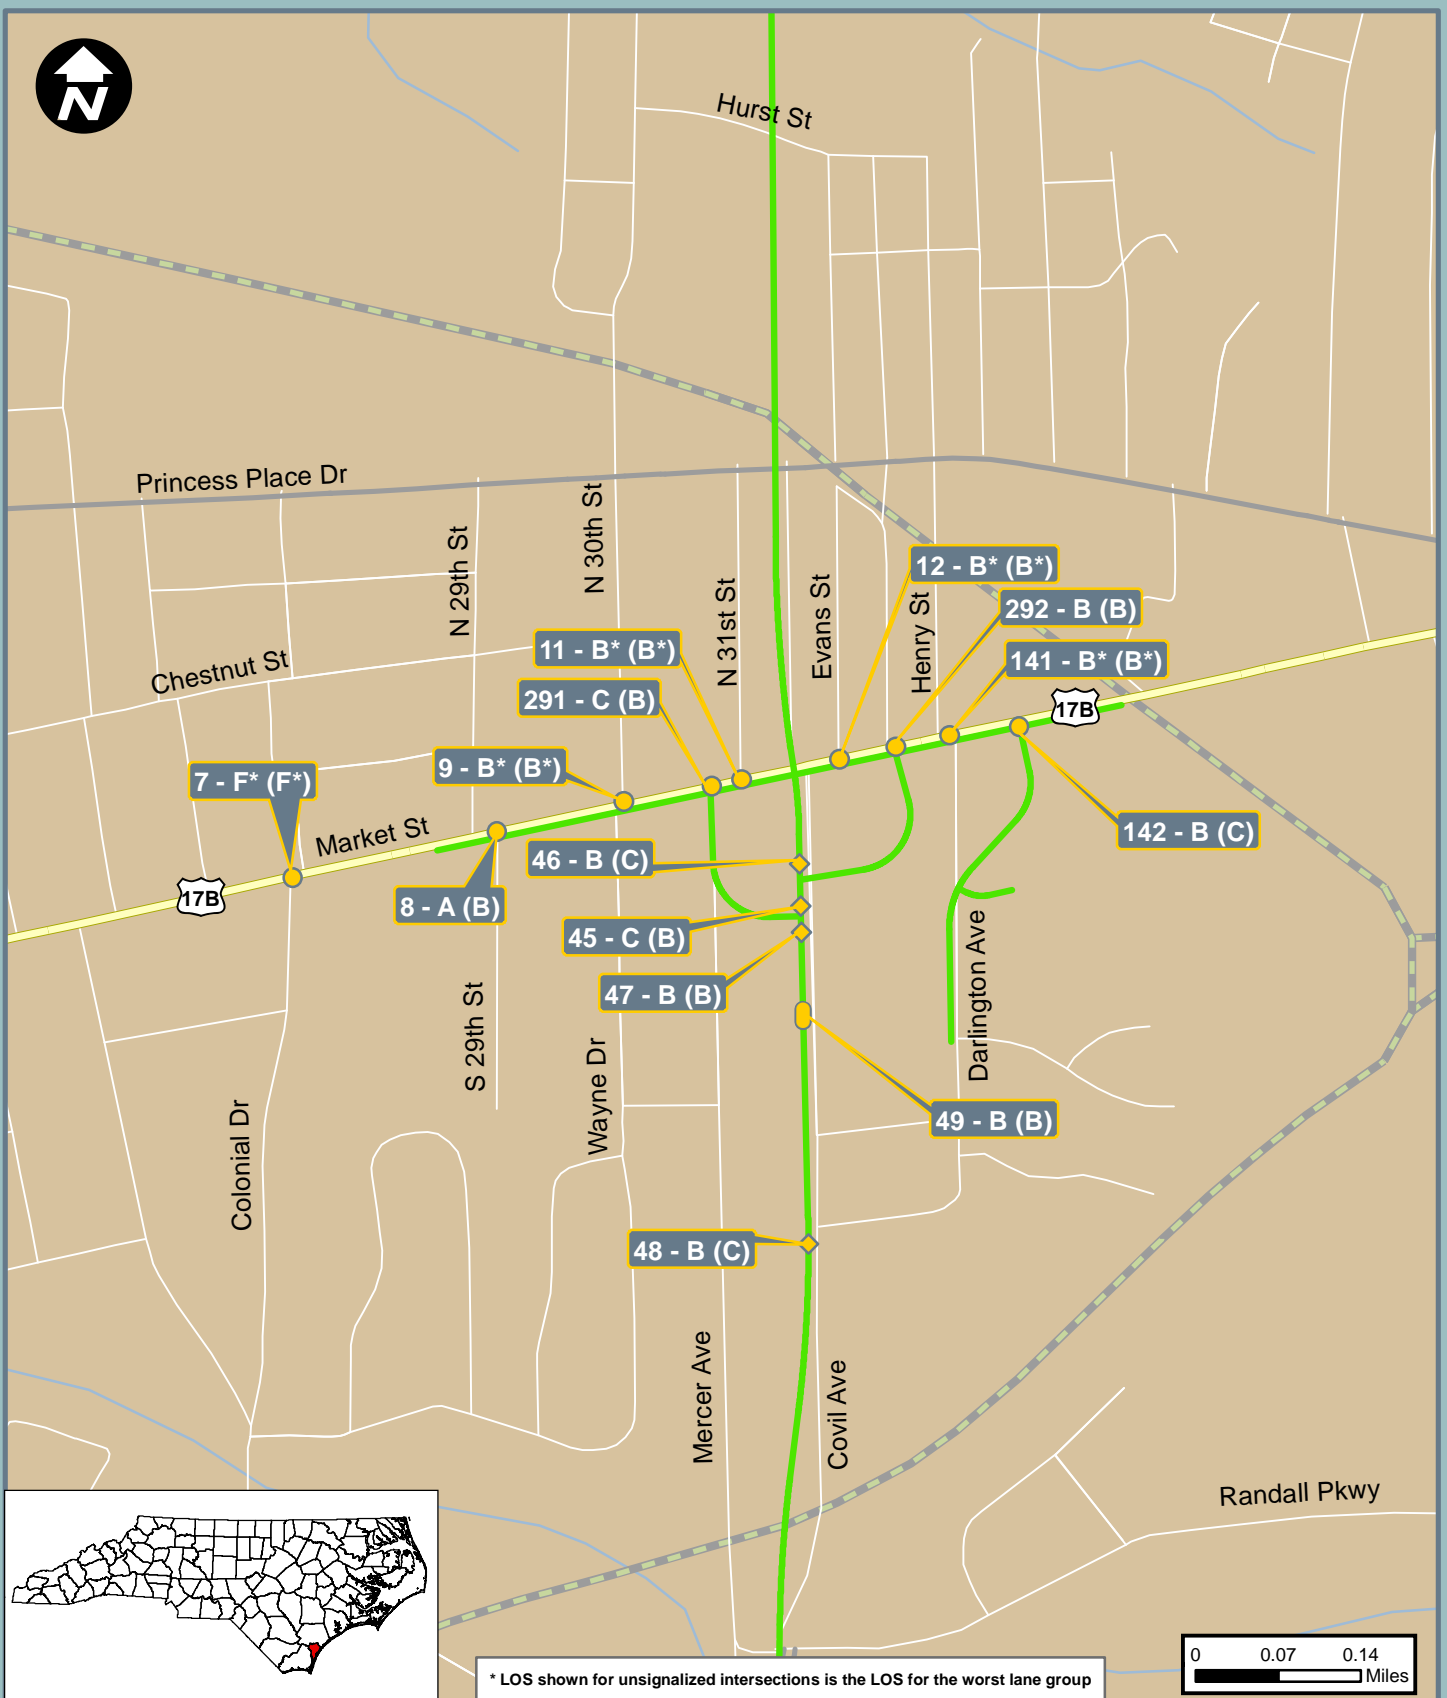 N
Hurst St
Princess Place Dr
N 29th St
N 30th St
N 31st St
Evans St
Henry St
12 - B* (B*)
292 - B (B)
141 - B* (B*)
11 - B* (B*)
291 - C (B)
Chestnut St
17B
9 - B* (B*)
7 - F* (F*)
Market St
142 - B (C)
46 - B (C)
17B
8 - A (B)
45 - C (B)
47 - B (B)
Darlington Ave
S 29th St
Wayne Dr
49 - B (B)
Colonial Dr
48 - B (C)
Mercer Ave
Covil Ave
Randall Pkwy
0 0.07 0.14
Miles
* LOS shown for unsignalized intersections is the LOS for the worst lane group